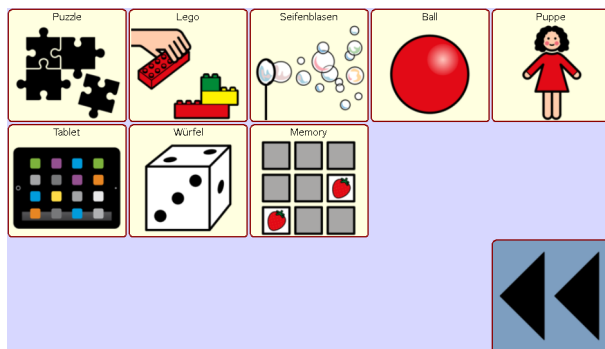 Puzzle
Lego
Seifenblasen
Ball
Puppe
Tablet
Würfel
Memory